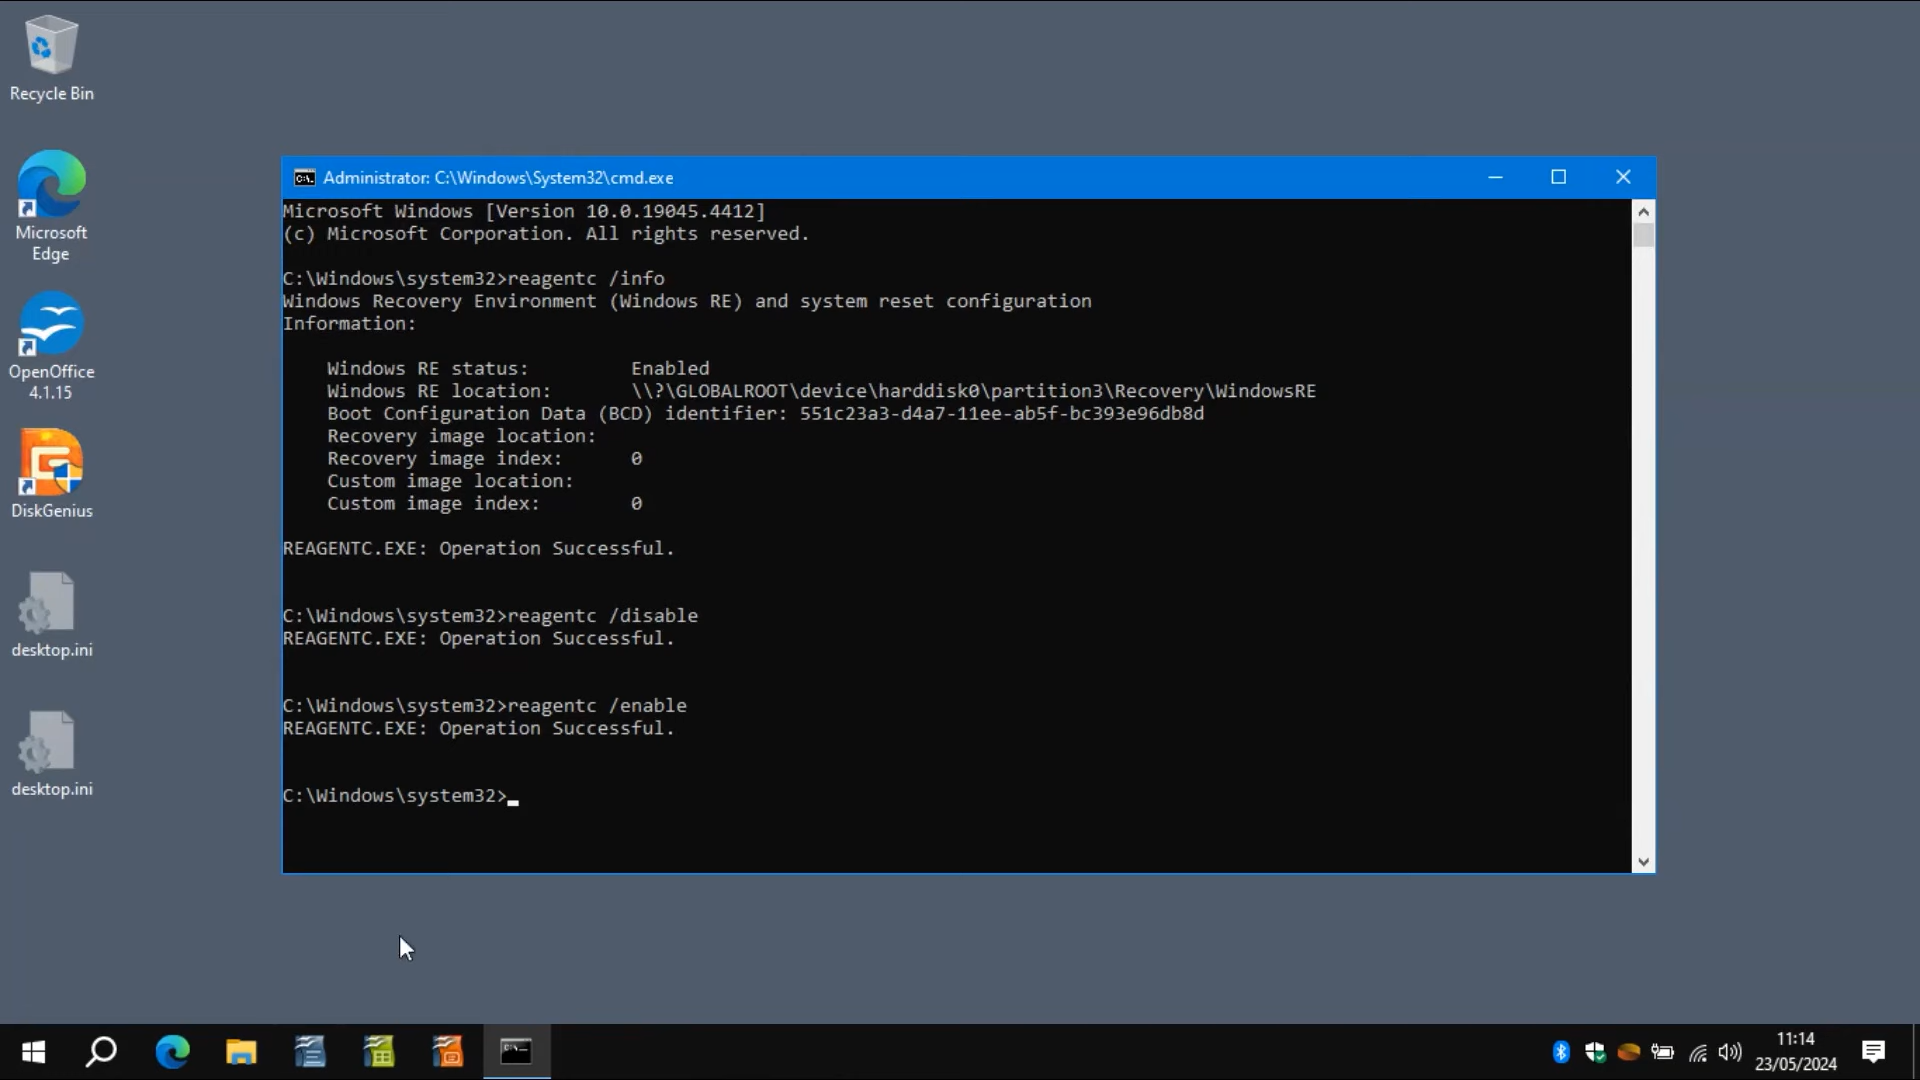 Recycle Bin
Microsoft
Edge
OpenOffice
4.1.15
DiskGenius
desktop.ini
desktop.ini
Administrator: C:\Windows\System32\cmd.exe
Microsoft Windows [Version 10.0.19045.4412]
(c) Microsoft Corporation. All rights reserved.
C:\Windows\system32>reagentc /info
Windows Recovery Environment (Windows RE) and system reset configuration
Information:
Windows RE status: Enabled
Windows RE location: \\?\GLOBALROOT\device\harddisk0\partition3\Recovery\WindowsRE
Boot Configuration Data (BCD) identifier: 551c23a3-d4a7-11ee-ab5f-bc393e96db8d
Recovery image location:
Recovery image index: 0
Custom image location:
Custom image index: 0
REAGENTC.EXE: Operation Successful.
C:\Windows\system32>reagentc /disable
REAGENTC.EXE: Operation Successful.
C:\Windows\system32>reagentc /enable
REAGENTC.EXE: Operation Successful.
C:\Windows\system32>
11:14
23/05/2024